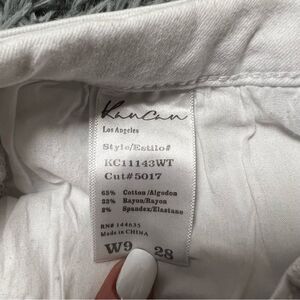 KanCan
Los Angeles
Style/Estilo#
KC11143WT
Cut#5017
65% Cotton/Algodon
33% Rayon/Rayon
2% Spandex/Elastano
RN# 144635
Made in CHINA
W9 28